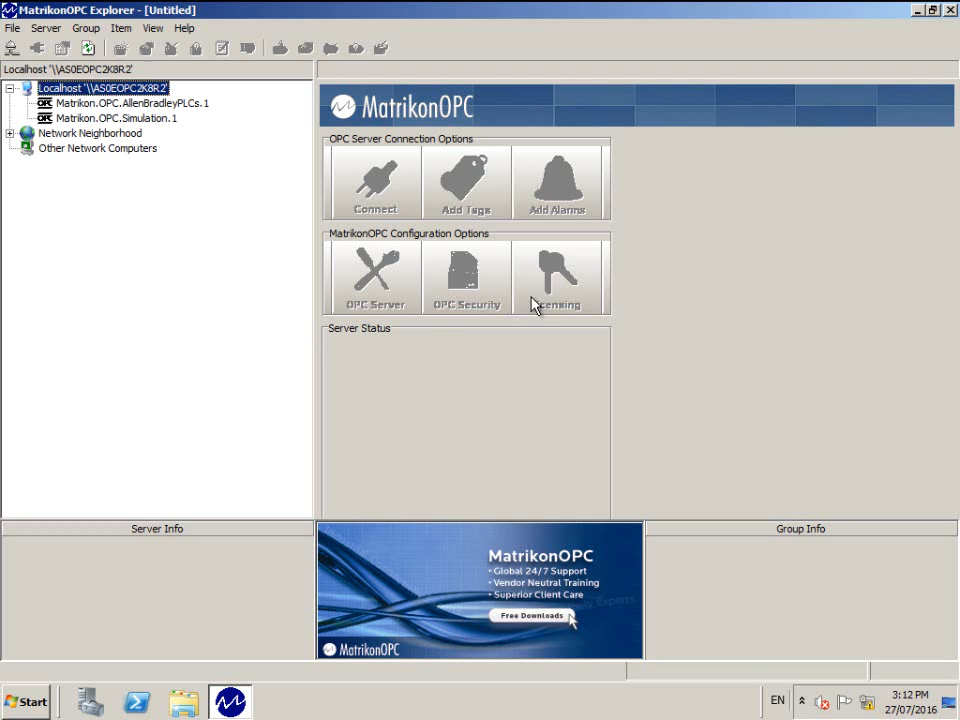 MatrikonOPC Explorer - [Untitled]
File Server Group Item View Help
Localhost '\\AS0EOPC2K8R2'
Localhost '\\AS0EOPC2K8R2'
OPC Matrikon.OPC.AllenBradleyPLCs.1
OPC Matrikon.OPC.Simulation.1
Network Neighborhood
Other Network Computers
MatrikonOPC
OPC Server Connection Options
Connect Add Tags Add Alarms
MatrikonOPC Configuration Options
OPC Server OPC Security Licensing
Server Status
Server Info
MatrikonOPC
• Global 24/7 Support
• Vendor Neutral Training
• Superior Client Care
Free Downloads
MatrikonOPC
Group Info
Start
EN
3:12 PM
27/07/2016